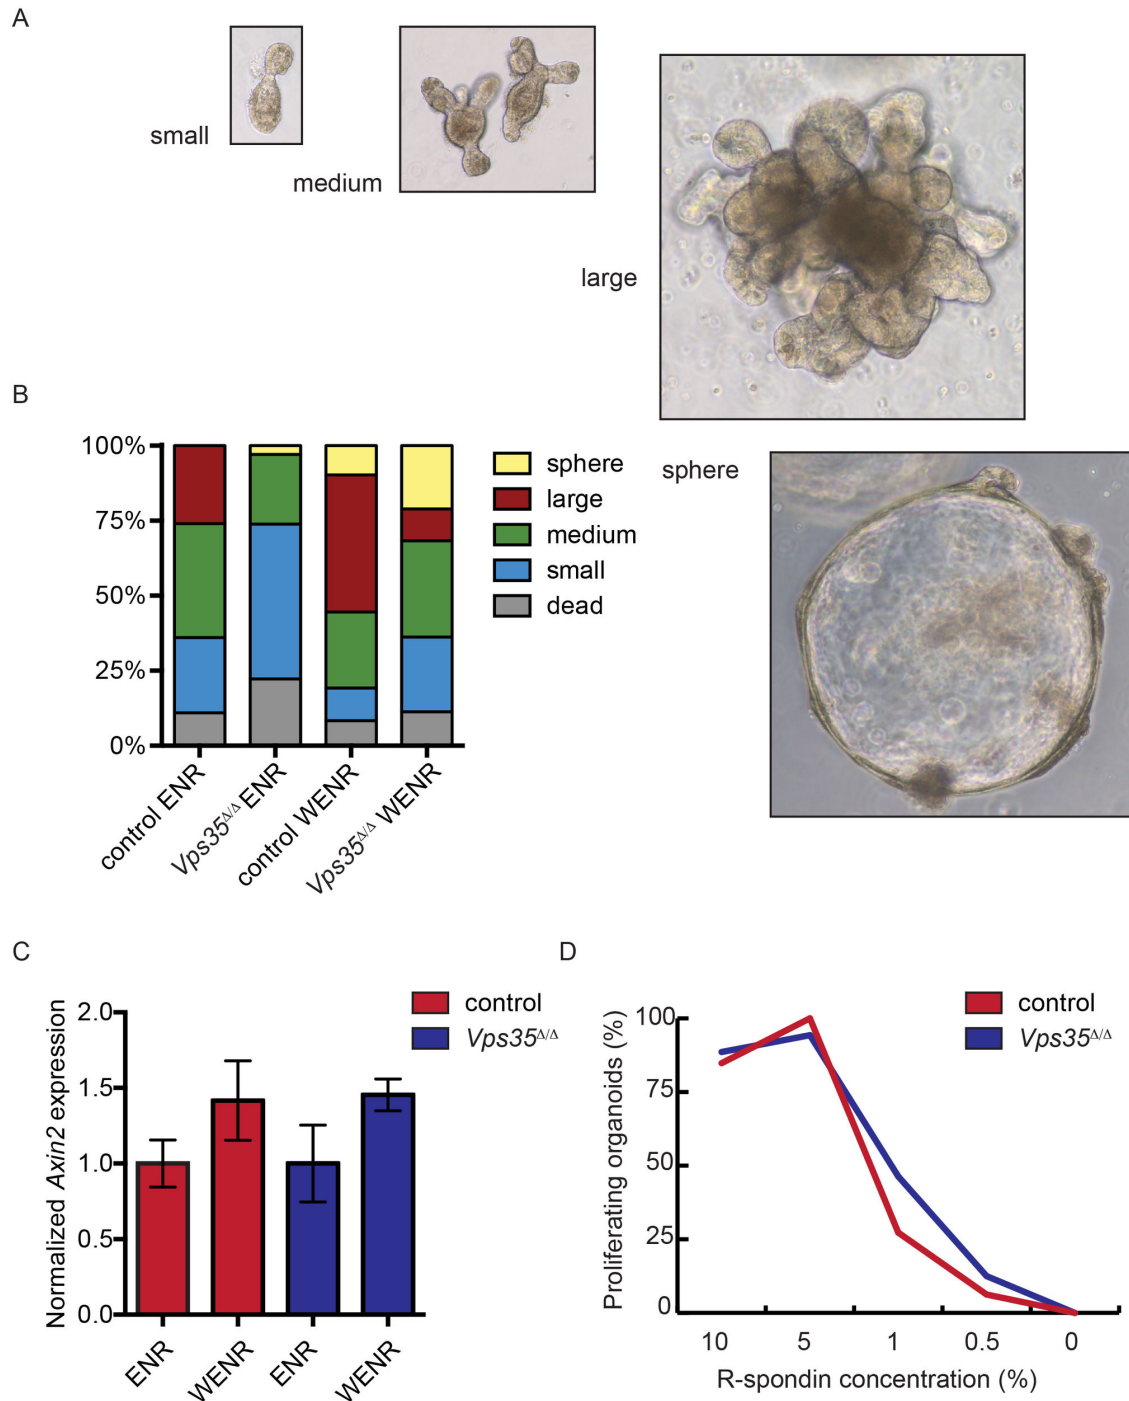 A
small
medium
large
sphere
B
100%
75%
50%
25%
0%
sphere
large
medium
small
dead
control ENR
Vps35Δ/Δ ENR
control WENR
Vps35Δ/Δ WENR
C
Normalized Axin2 expression
2.0
1.5
1.0
0.5
0.0
control
Vps35Δ/Δ
ENR
WENR
ENR
WENR
D
Proliferating organoids (%)
100
75
50
25
0
control
Vps35Δ/Δ
10 5 1 0.5 0
R-spondin concentration (%)